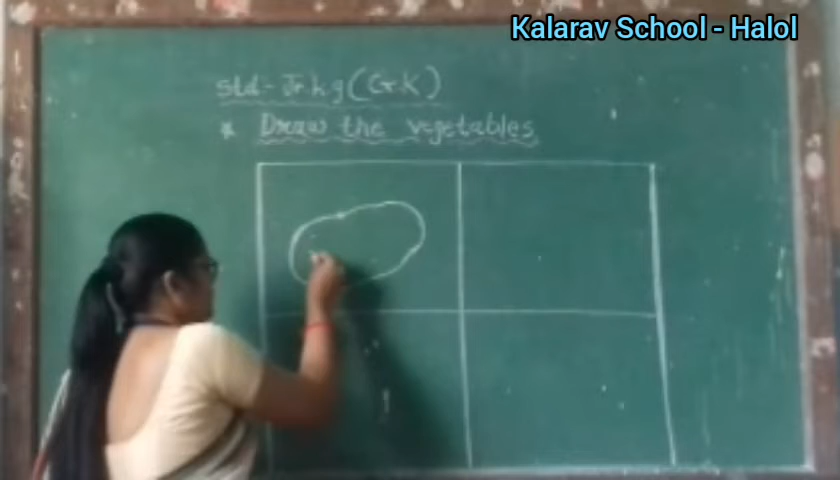 Kalarav School - Halol
Std - Jr. k.g (G.K)
* Draw the vegetables